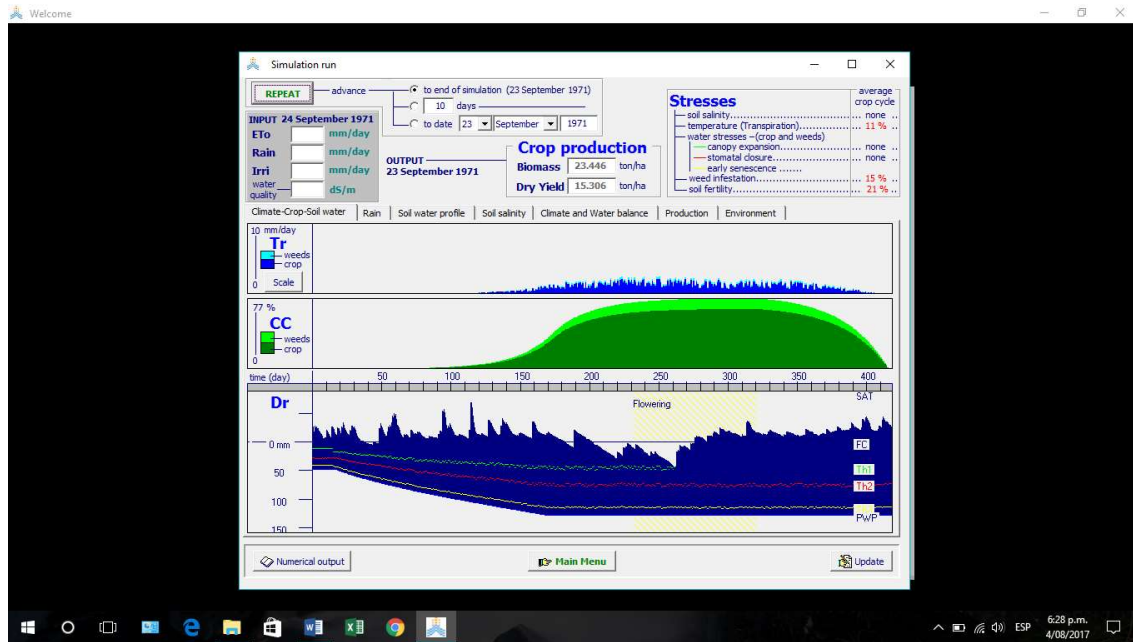 Welcome
Simulation run
REPEAT
advance
to end of simulation (23 September 1971)
10 days
to date 23 September 1971
INPUT 24 September 1971
ETo mm/day
Rain mm/day
Irri mm/day
water quality dS/m
OUTPUT
23 September 1971
Crop production
Biomass 23.446 ton/ha
Dry Yield 15.306 ton/ha
Stresses
average crop cycle
soil salinity............................... none ..
temperature (Transpiration)............... 11 % ..
water stresses –(crop and weeds)
canopy expansion.................... none ..
stomatal closure...................... none ..
early senescence .......
weed infestation.......................... 15 % ..
soil fertility................................. 21 % ..
Climate-Crop-Soil water Rain Soil water profile Soil salinity Climate and Water balance Production Environment
10 mm/day
Tr
weeds
crop
0 Scale
77 %
CC
weeds
crop
0
time (day) 50 100 150 200 250 300 350 400
Dr
Flowering
SAT
0 mm
FC
50
Th1
Th2
100
PWP
150
Numerical output
Main Menu
Update
ESP
6:28 p.m.
4/08/2017